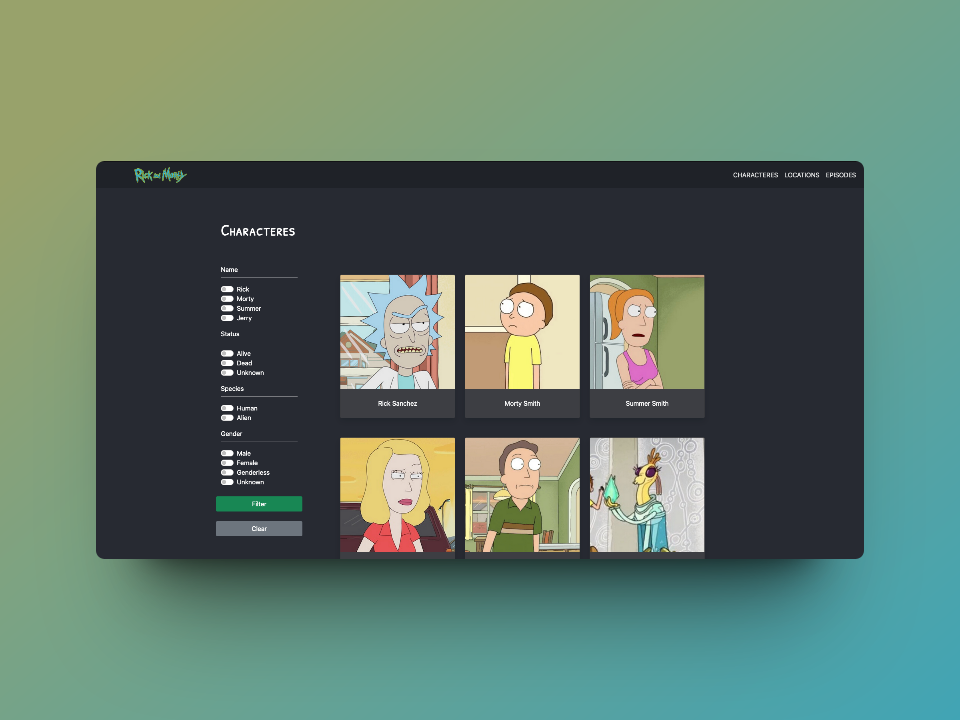 Rick and Morty
CHARACTERES LOCATIONS EPISODES
Characteres
Name
Rick
Morty
Summer
Jerry
Status
Alive
Dead
Unknown
Species
Human
Alien
Gender
Male
Female
Genderless
Unknown
Filter
Clear
Rick Sanchez
Morty Smith
Summer Smith